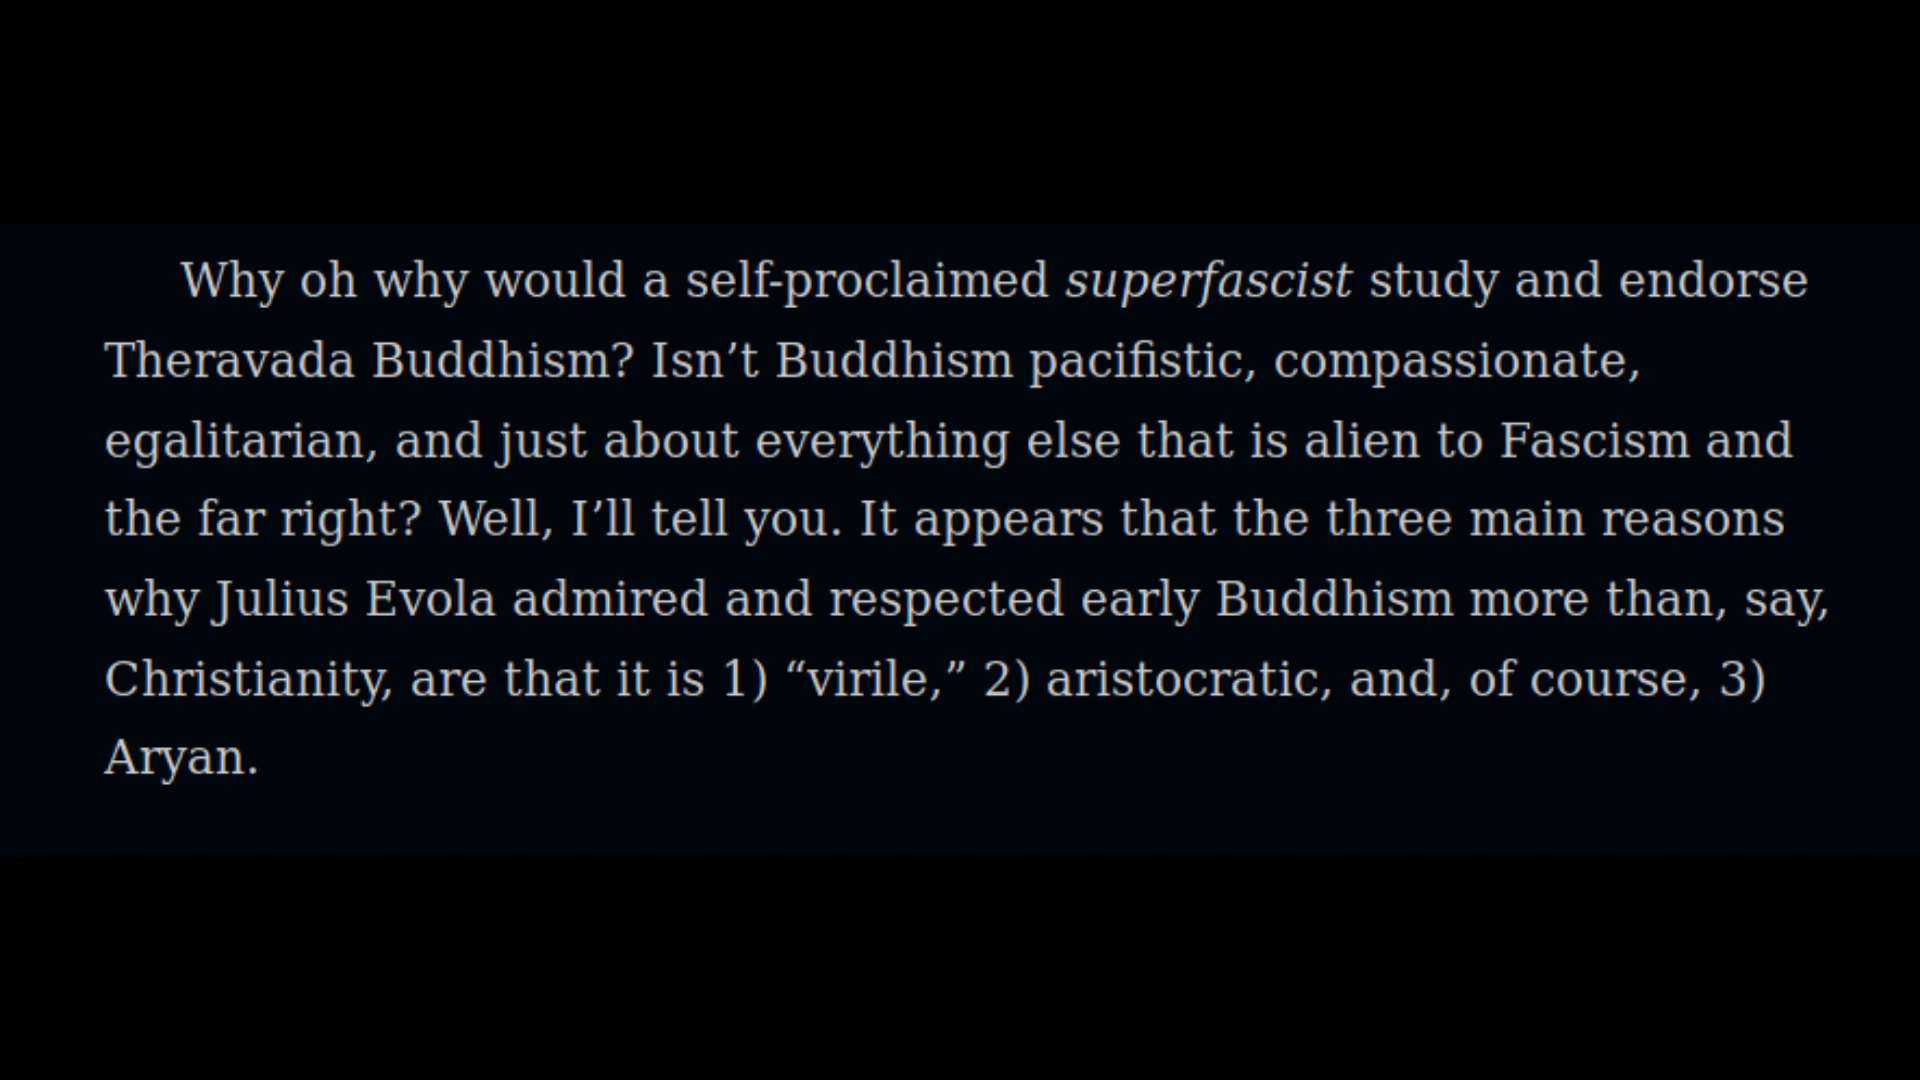 Why oh why would a self-proclaimed superfascist study and endorse
Theravada Buddhism? Isn’t Buddhism pacifistic, compassionate,
egalitarian, and just about everything else that is alien to Fascism and
the far right? Well, I’ll tell you. It appears that the three main reasons
why Julius Evola admired and respected early Buddhism more than, say,
Christianity, are that it is 1) “virile,” 2) aristocratic, and, of course, 3)
Aryan.